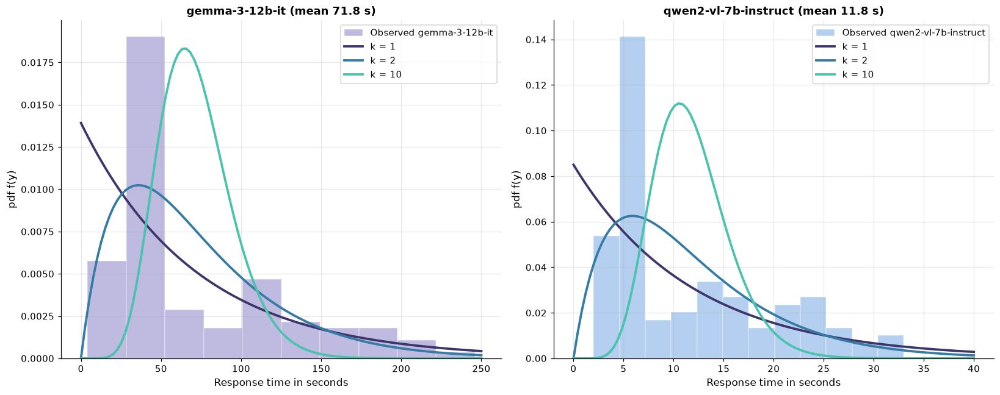 gemma-3-12b-it (mean 71.8 s)
Observed gemma-3-12b-it
k = 1
k = 2
k = 10
pdf f(y)
0.0175
0.0150
0.0125
0.0100
0.0075
0.0050
0.0025
0.0000
0 50 100 150 200 250
Response time in seconds
qwen2-vl-7b-instruct (mean 11.8 s)
Observed qwen2-vl-7b-instruct
k = 1
k = 2
k = 10
pdf f(y)
0.14
0.12
0.10
0.08
0.06
0.04
0.02
0.00
0 5 10 15 20 25 30 35 40
Response time in seconds